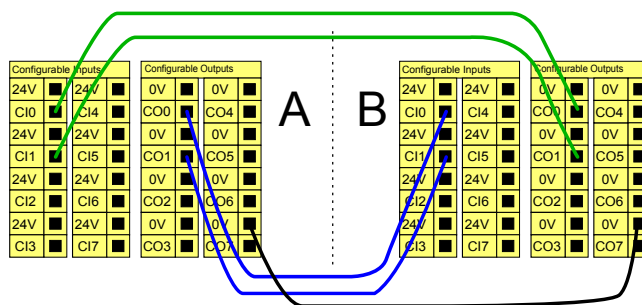 Configurable Inputs Configurable Outputs A B Configurable Inputs Configurable Outputs
24V 24V 0V 0V 24V 24V 0V 0V
CI0 CI4 CO0 CO4 CI0 CI4 CO0 CO4
24V 24V 0V 0V 24V 24V 0V 0V
CI1 CI5 CO1 CO5 CI1 CI5 CO1 CO5
24V 24V 0V 0V 24V 24V 0V 0V
CI2 CI6 CO2 CO6 CI2 CI6 CO2 CO6
24V 24V 0V 0V 24V 24V 0V 0V
CI3 CI7 CO3 CO7 CI3 CI7 CO3 CO7